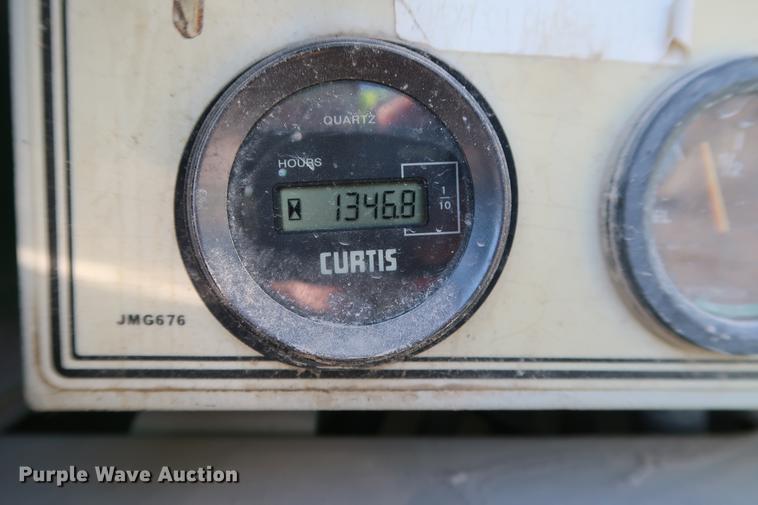 QUARTZ
HOURS
1346.8
1
10
CURTIS
JMG676
Purple Wave Auction